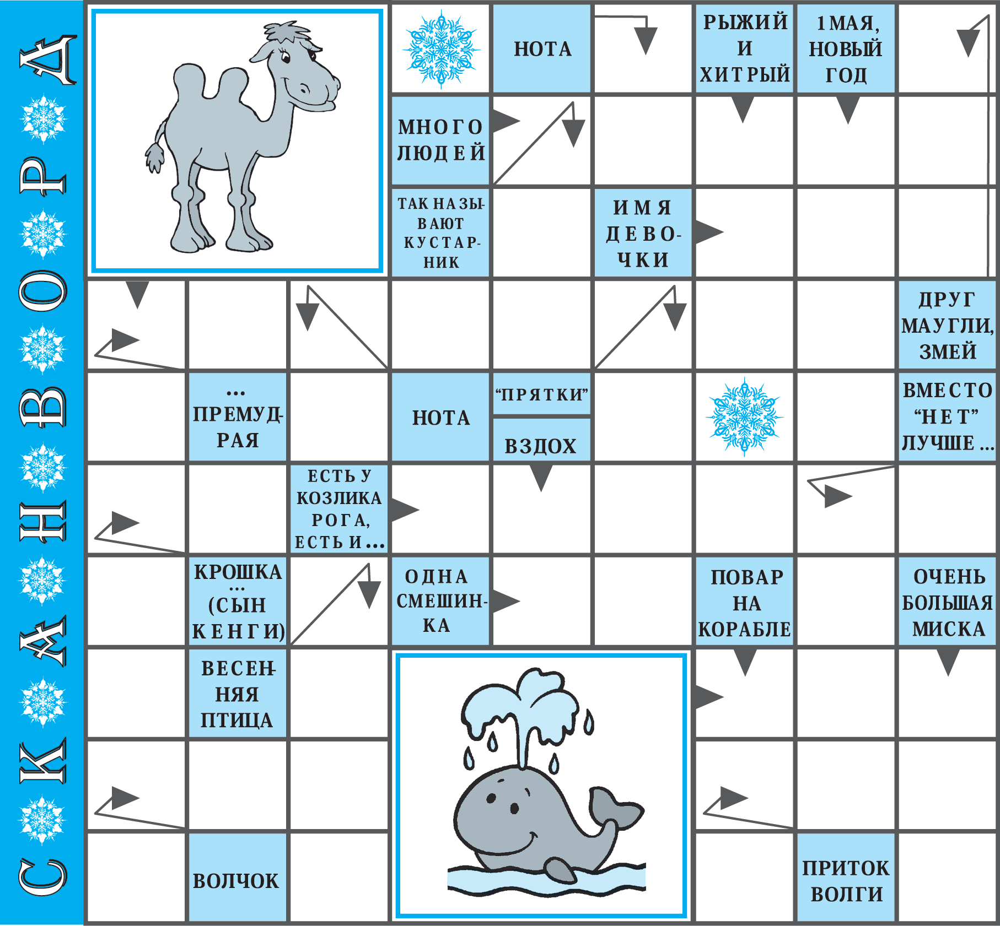 СКАНВОРД
НОТА
РЫЖИЙ
И
ХИТРЫЙ
1 МАЯ,
НОВЫЙ
ГОД
МНОГО
ЛЮДЕЙ
ТАК НАЗЫ-
ВАЮТ
КУСТАР-
НИК
ИМЯ
ДЕВО-
ЧКИ
ДРУГ
МАУГЛИ,
ЗМЕЙ
...
ПРЕМУД-
РАЯ
НОТА
“ПРЯТКИ”
ВЗДОХ
ВМЕСТО
“НЕТ”
ЛУЧШЕ ...
ЕСТЬ У
КОЗЛИКА
РОГА,
ЕСТЬ И ...
КРОШКА
...
(СЫН
КЕНГИ)
ОДНА
СМЕШИН-
КА
ПОВАР
НА
КОРАБЛЕ
ОЧЕНЬ
БОЛЬШАЯ
МИСКА
ВЕСЕН-
НЯЯ
ПТИЦА
ВОЛЧОК
ПРИТОК
ВОЛГИ